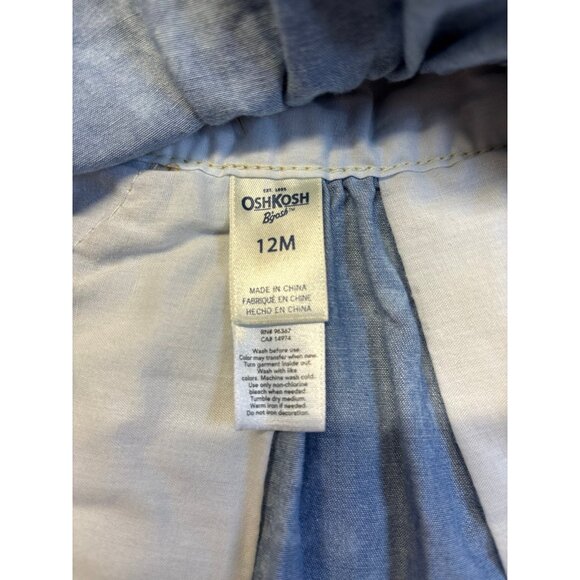 EST. 1895
OSHKOSH
B'gosh™
12M
MADE IN CHINA
FABRIQUÉ EN CHINE
HECHO EN CHINA
RN# 96367
CA# 14974
Wash before use.
Color may transfer when new.
Turn garment inside out.
Wash with like
colors. Machine wash cold.
Use only non-chlorine
bleach when needed.
Tumble dry medium.
Warm iron if needed.
Do not iron decoration.